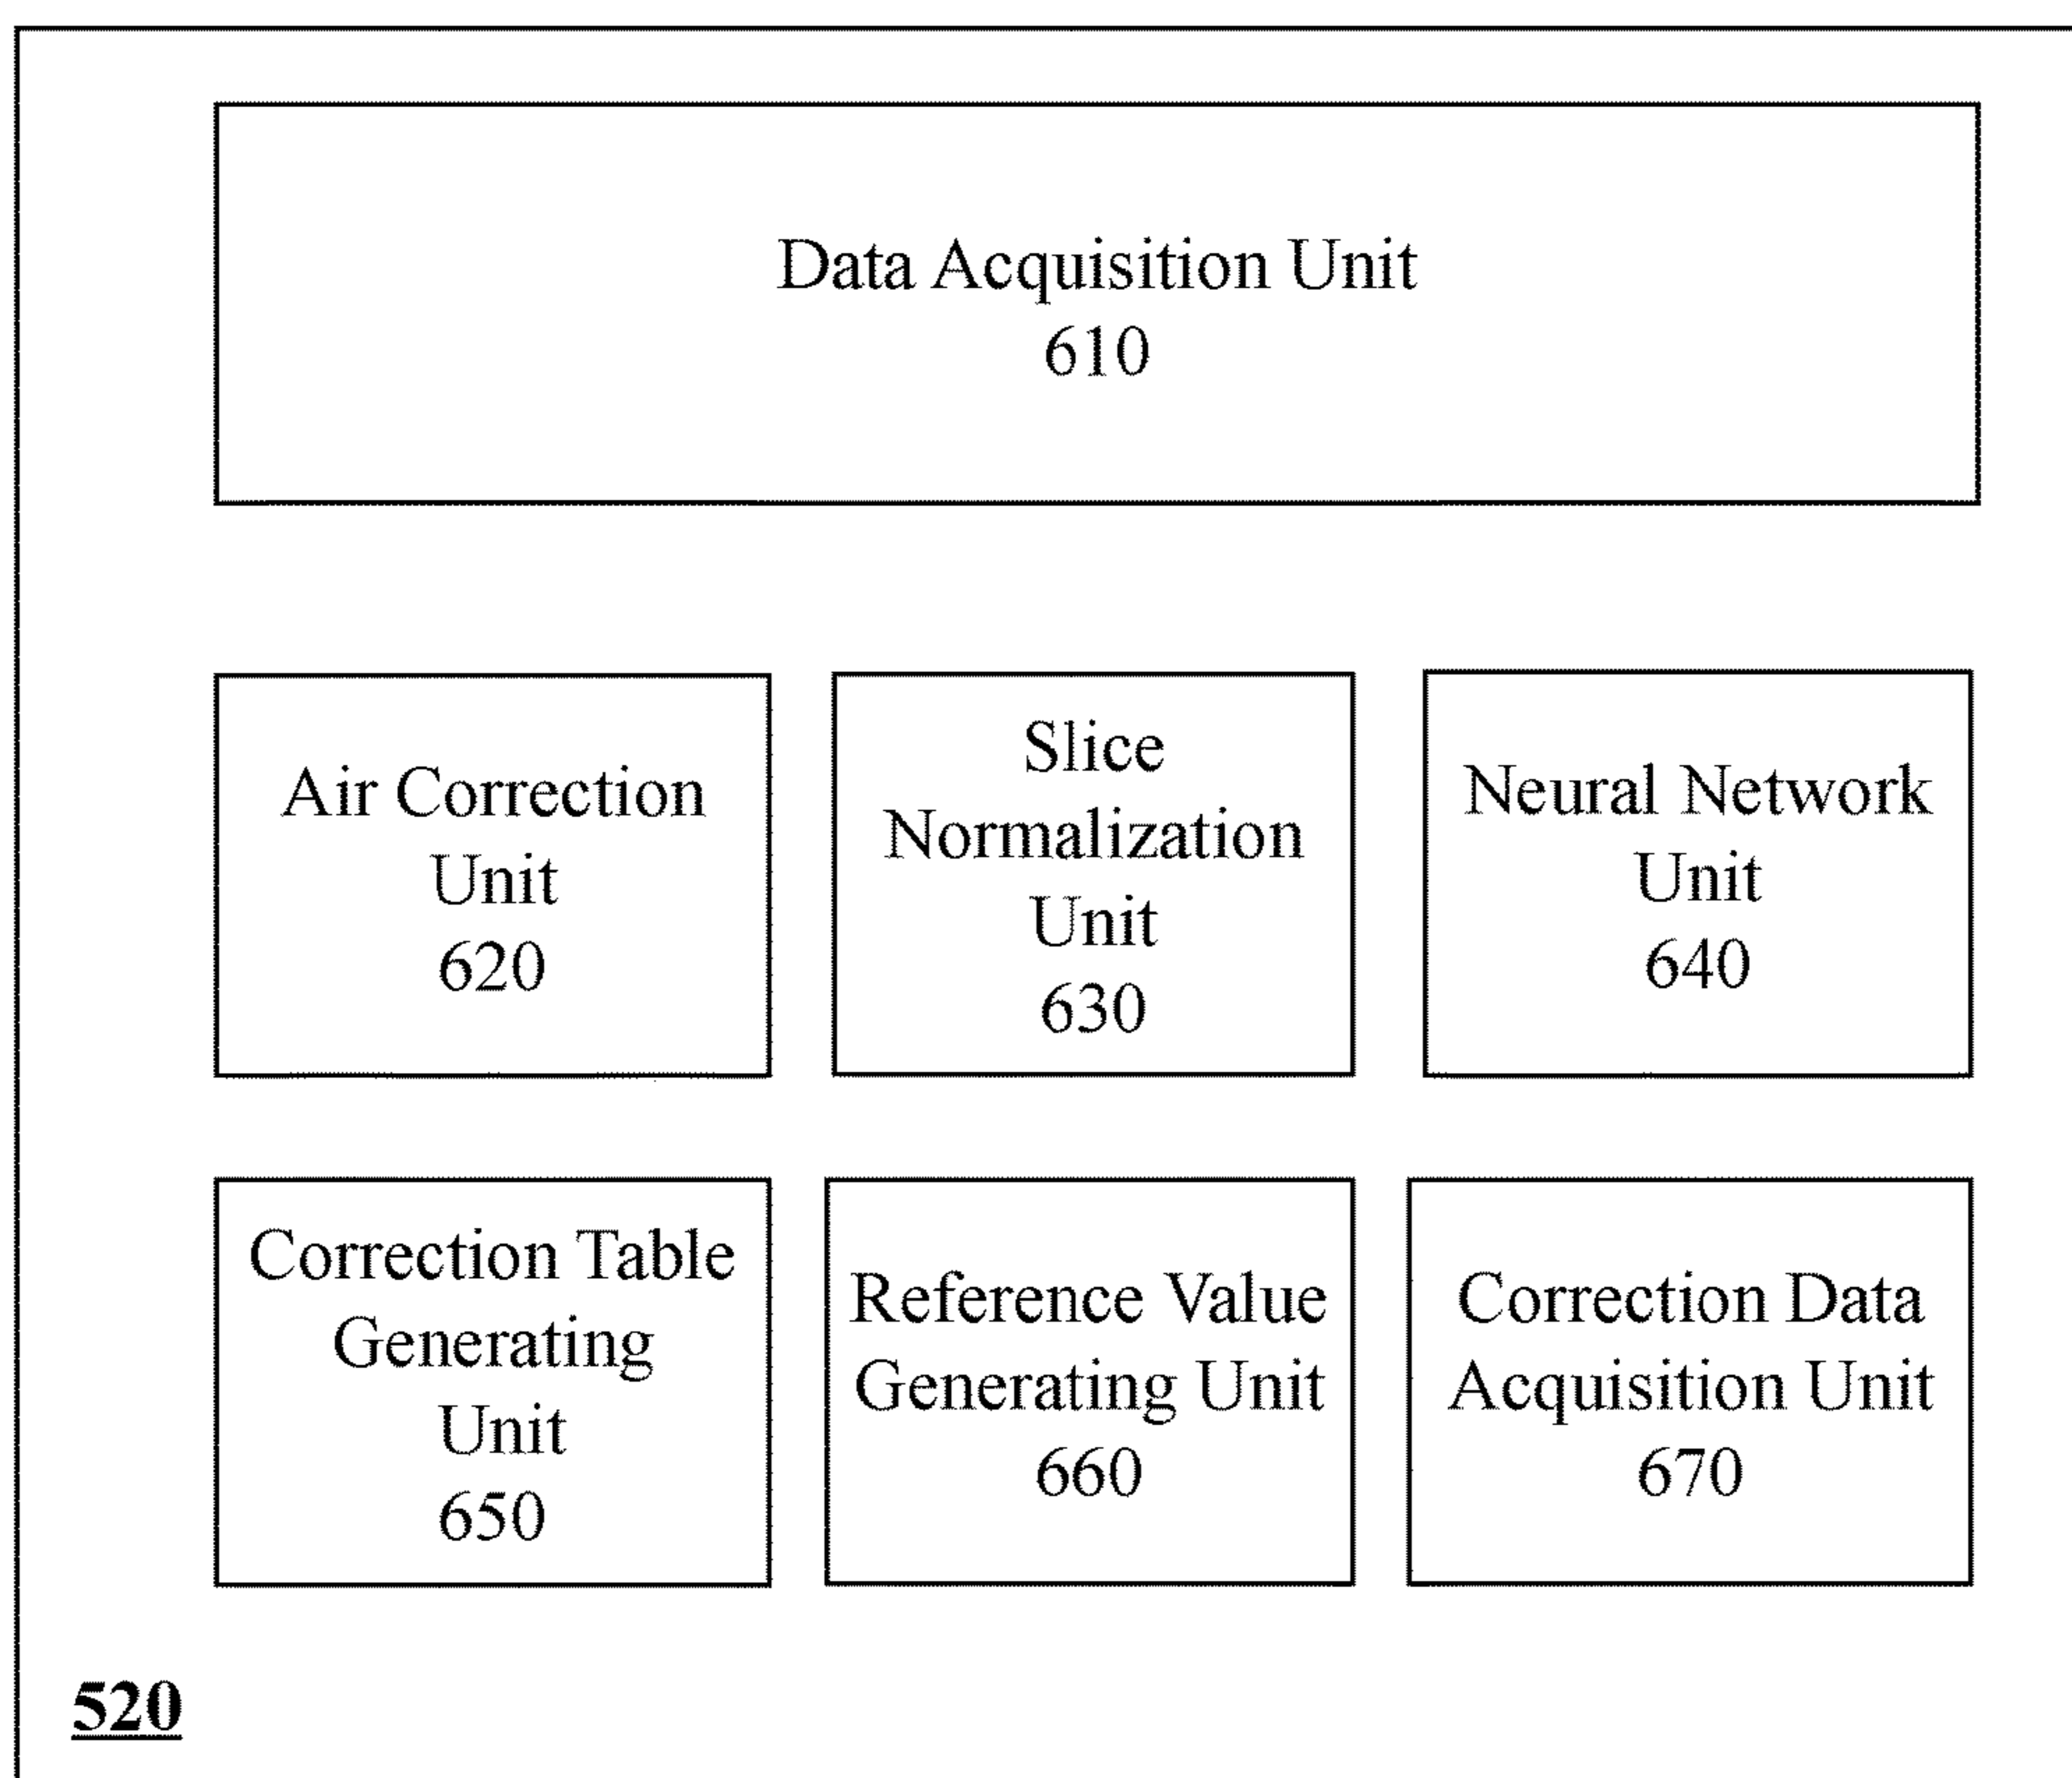 Data Acquisition Unit
610
Air Correction
Unit
620
Slice
Normalization
Unit
630
Neural Network
Unit
640
Correction Table
Generating
Unit
650
Reference Value
Generating Unit
660
Correction Data
Acquisition Unit
670
520